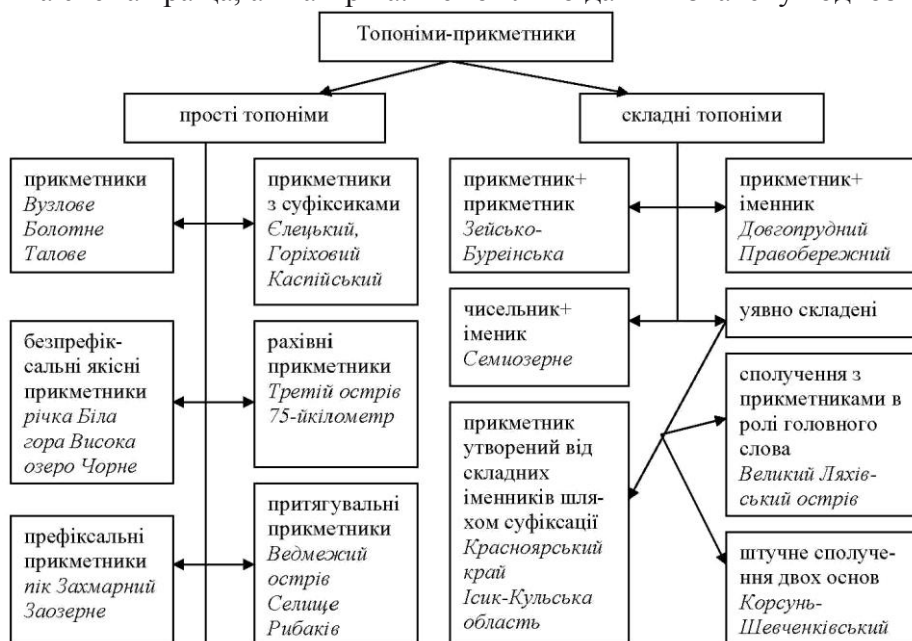 Топоніми-прикметники
прості топоніми
складні топоніми
прикметники
Вузлове
Болотне
Талове
прикметники
з суфіксиками
Єлецький,
Горіховий
Каспійський
прикметник+
прикметник
Зейсько-
Буреінська
прикметник+
іменник
Довгопрудний
Правобережний
безпрефік-
сальні якісні
прикметники
річка Біла
гора Висока
озеро Чорне
рахівні
прикметники
Третій острів
75-йкілометр
чисельник+
іменик
Семиозерне
уявно складені
префіксальні
прикметники
пік Захмарний
Заозерне
притягувальні
прикметники
Ведмежий
острів
Селище
Рибаків
прикметник
утворений від
складних
іменників шля-
хом суфіксації
Красноярський
край
Ісик-Кульська
область
сполучення з
прикметниками в
ролі головного
слова
Великий Ляхів-
ський острів
штучне сполуче-
ння двох основ
Корсунь-
Шевченківський